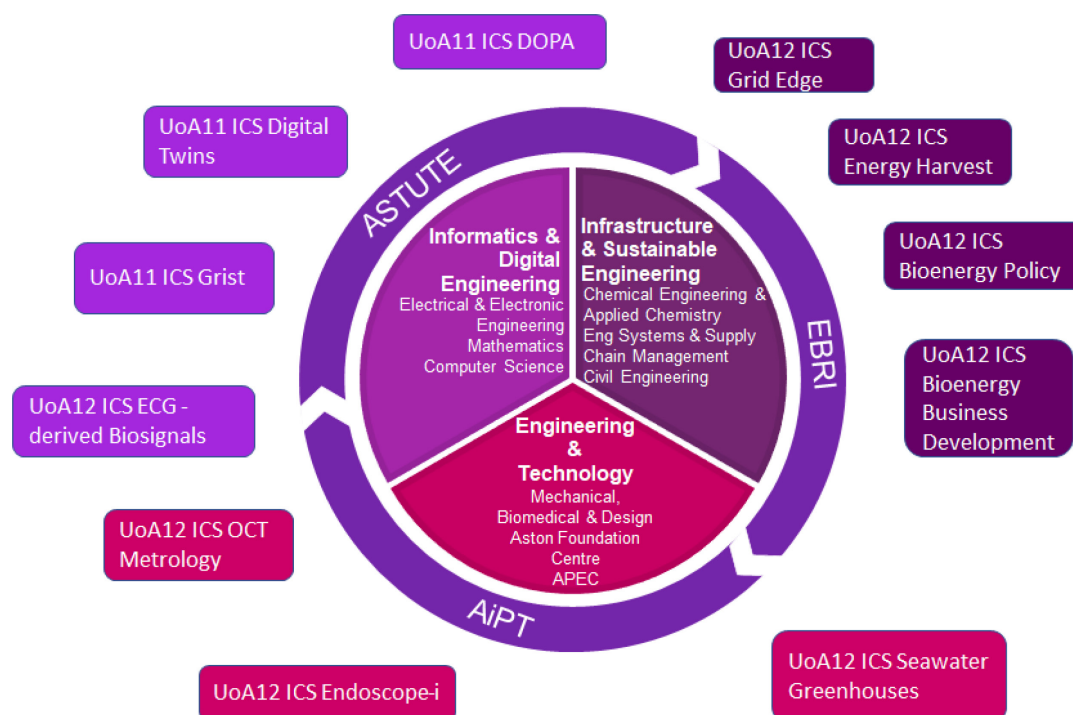 UoA11 ICS DOPA
UoA12 ICS
Grid Edge
UoA11 ICS Digital
Twins
UoA12 ICS
Energy Harvest
UoA11 ICS Grist
UoA12 ICS
Bioenergy Policy
UoA12 ICS ECG -
derived Biosignals
UoA12 ICS
Bioenergy
Business
Development
UoA12 ICS OCT
Metrology
UoA12 ICS Endoscope-i
UoA12 ICS Seawater
Greenhouses
ASTUTE
EBRI
AiPT
Informatics &
Digital
Engineering
Electrical & Electronic
Engineering
Mathematics
Computer Science
Infrastructure
& Sustainable
Engineering
Chemical Engineering &
Applied Chemistry
Eng Systems & Supply
Chain Management
Civil Engineering
Engineering
&
Technology
Mechanical,
Biomedical & Design
Aston Foundation
Centre
APEC